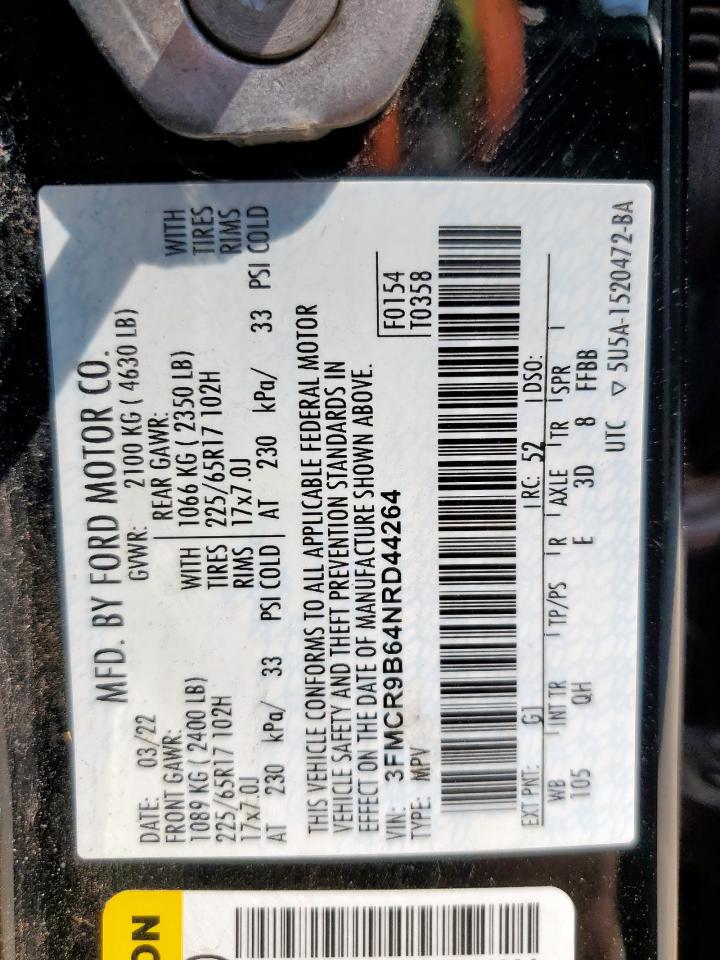 MFD. BY FORD MOTOR CO.
DATE: 03/22 GVWR: 2100 KG ( 4630 LB)
FRONT GAWR: REAR GAWR:
1089 KG ( 2400 LB) WITH 1066 KG ( 2350 LB) WITH
225/65R17 102H TIRES 225/65R17 102H TIRES
17x7.0J RIMS 17x7.0J RIMS
AT 230 kPa/ 33 PSI COLD AT 230 kPa/ 33 PSI COLD
THIS VEHICLE CONFORMS TO ALL APPLICABLE FEDERAL MOTOR
VEHICLE SAFETY AND THEFT PREVENTION STANDARDS IN
EFFECT ON THE DATE OF MANUFACTURE SHOWN ABOVE.
VIN: 3FMCR9B64NRD44264 F0154
TYPE: MPV T0358
EXT PNT: G1 RC: 52 DSO:
WB INT TR TP/PS R AXLE TR SPR
105 QH E 3D 8 FFBB
UTC ▽ 5U5A-1520472-BA
ON